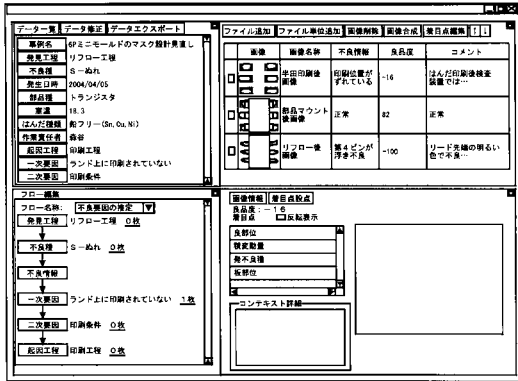 データ一覧 データ修正 データエクスポート
事例名 6Pミニモールドのマスク設計見直し
発見工程 リフロー工程
不良種 S－ぬれ
発生日時 2004/04/05
部品種 トランジスタ
室温 18.3
はんだ種類 鉛フリー(Sn, Cu, Ni)
作業責任者 森谷
起因工程 印刷工程
一次要因 ランド上に印刷されていない
二次要因 印刷条件
ファイル追加 ファイル単位追加 画像削除 画像合成 着目点編集 ↑ ↓
画像 画像名称 不良情報 良品度 コメント
半田印刷後画像 印刷位置がずれている -16 はんだ印刷後検査装置では…
部品マウント後画像 正常 82 正常
リフロー後画像 第4ピンが浮き不良 -100 リード先端の明るい色で不良…
フロー編集
フロー名称: 不良要因の推定 ▼
発見工程 リフロー工程 0枚
不良種 S－ぬれ 0枚
不良情報
一次要因 ランド上に印刷されていない 1枚
二次要因 印刷条件 0枚
起因工程 印刷工程 0枚
画像情報 着目点設点
良品度：－16
着目点 □反転表示
良部位
額変動量
発不良種
板部位
コンテキスト詳細